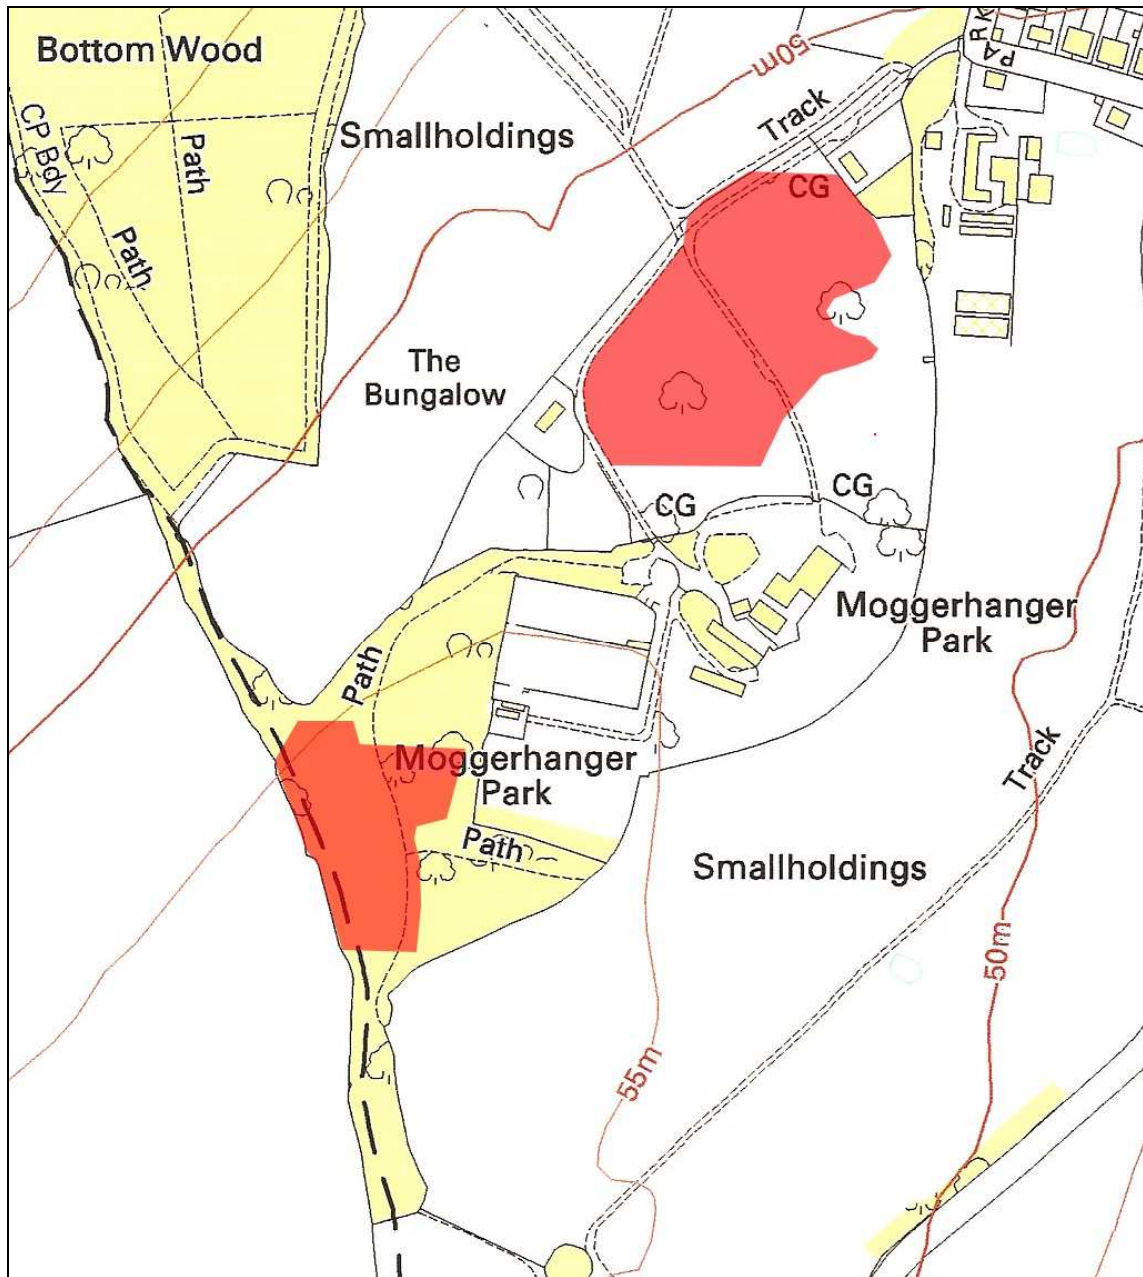 Bottom Wood
PARK
50m
Track
Smallholdings
CP Bdy
Path
Path
CG
The
Bungalow
CG
CG
Moggerhanger
Park
Path
Moggerhanger
Park
Path
Track
Smallholdings
50m
55m